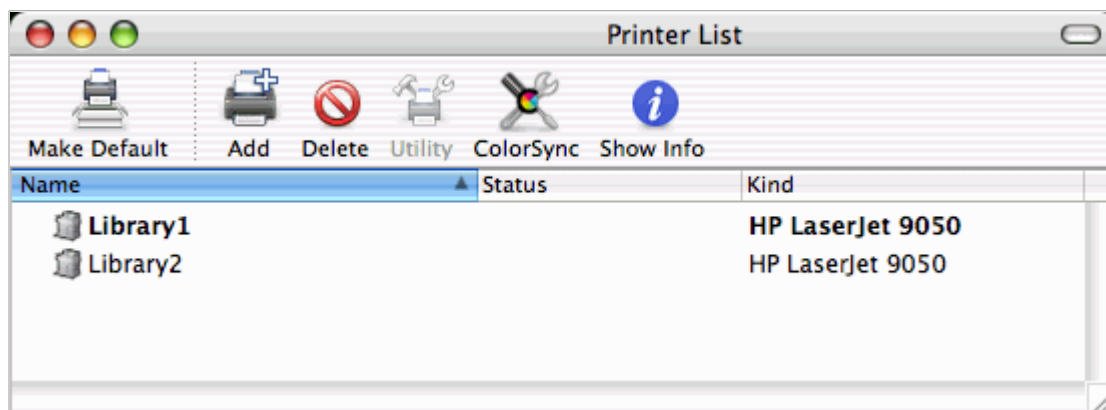 Printer List
Make Default Add Delete Utility ColorSync Show Info
Name Status Kind
Library1 HP LaserJet 9050
Library2 HP LaserJet 9050